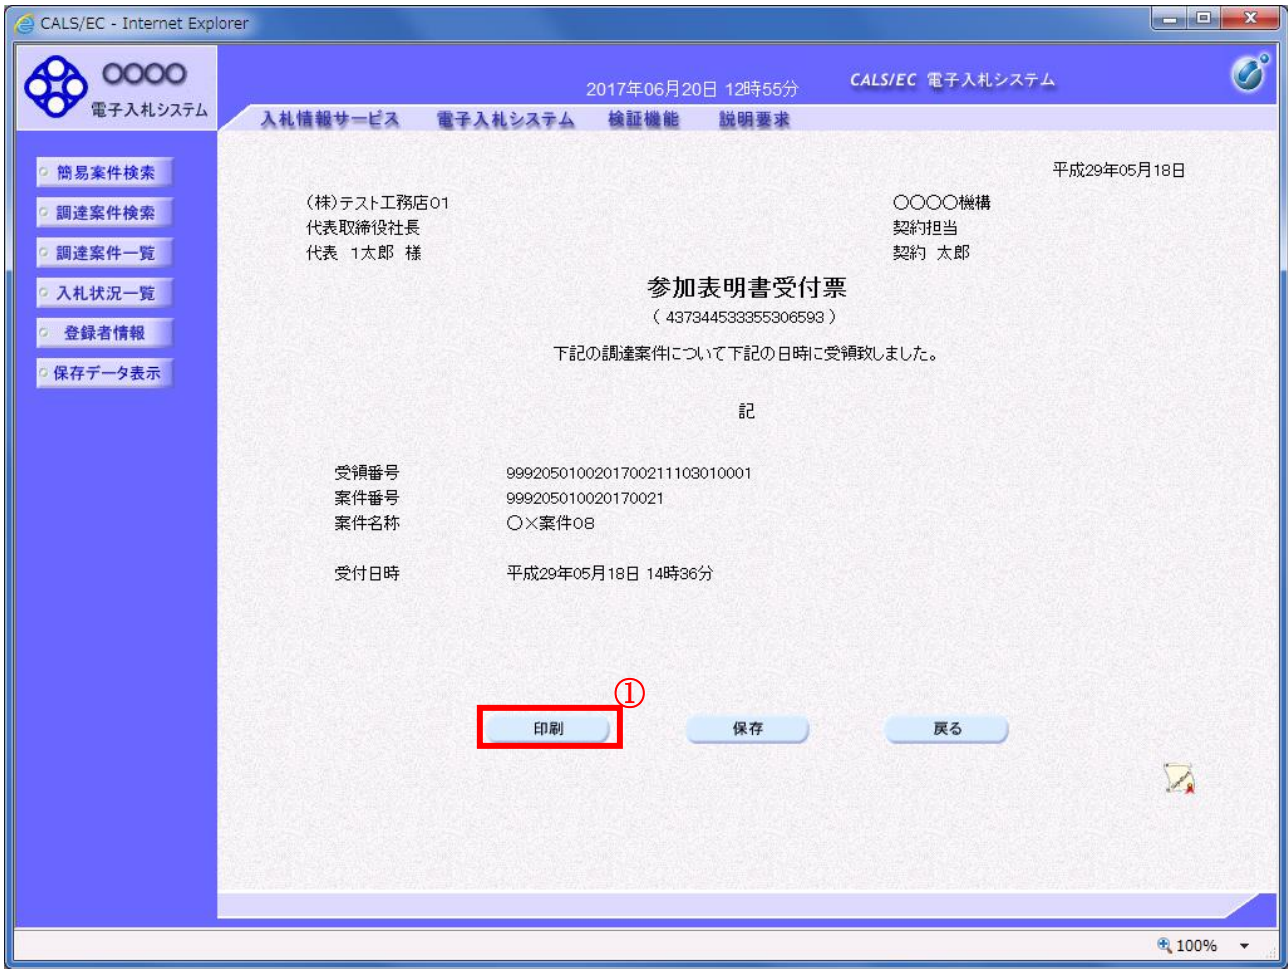 CALS/EC - Internet Explorer
〇〇〇〇
電子入札システム
2017年06月20日 12時55分
CALS/EC 電子入札システム
入札情報サービス 電子入札システム 検証機能 説明要求
簡易案件検索
調達案件検索
調達案件一覧
入札状況一覧
登録者情報
保存データ表示
平成29年05月18日
(株)テスト工務店01
代表取締役社長
代表 1太郎 様
〇〇〇〇機構
契約担当
契約 太郎
参加表明書受付票
( 437344533355306593 )
下記の調達案件について下記の日時に受領致しました。
記
受領番号 9992050100201700211103010001
案件番号 999205010020170021
案件名称 〇×案件08
受付日時 平成29年05月18日 14時36分
①
印刷 保存 戻る
100%